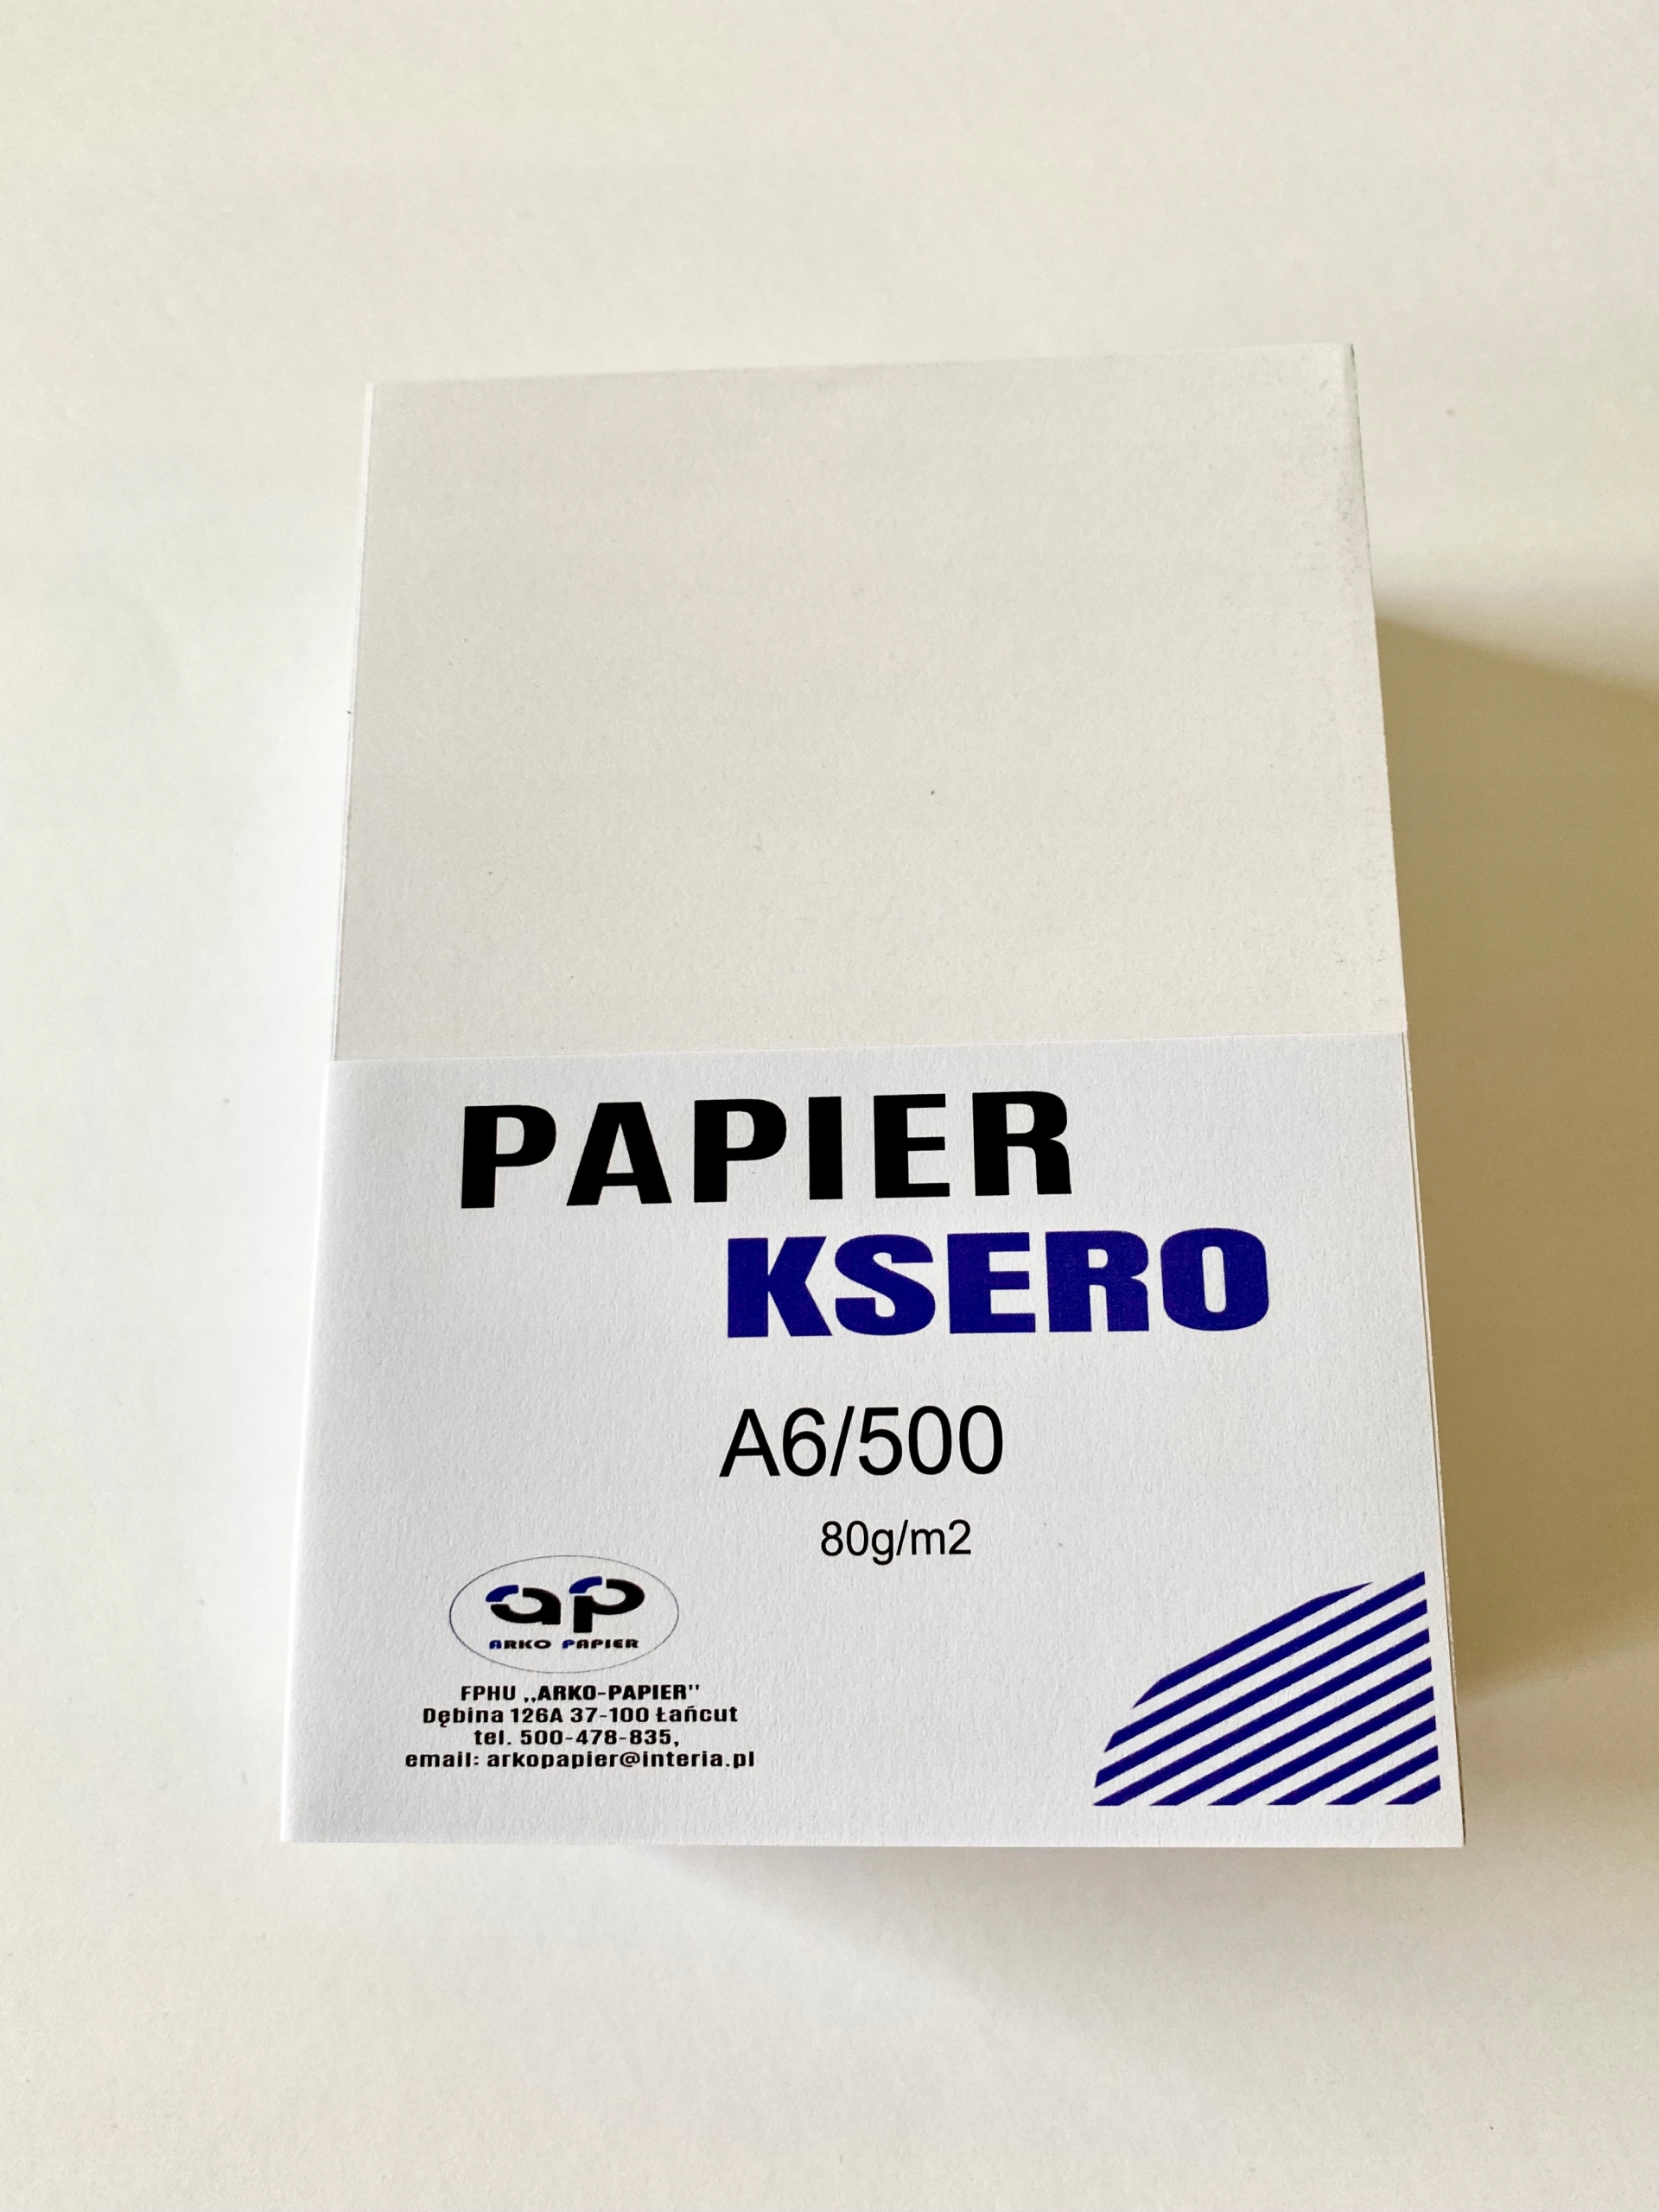 PAPIER
KSERO
A6/500
80g/m2
ap
ARKO PAPIER
FPHU ,,ARKO-PAPIER"
Dębina 126A 37-100 Łańcut
tel. 500-478-835,
email: arkopapier@interia.pl